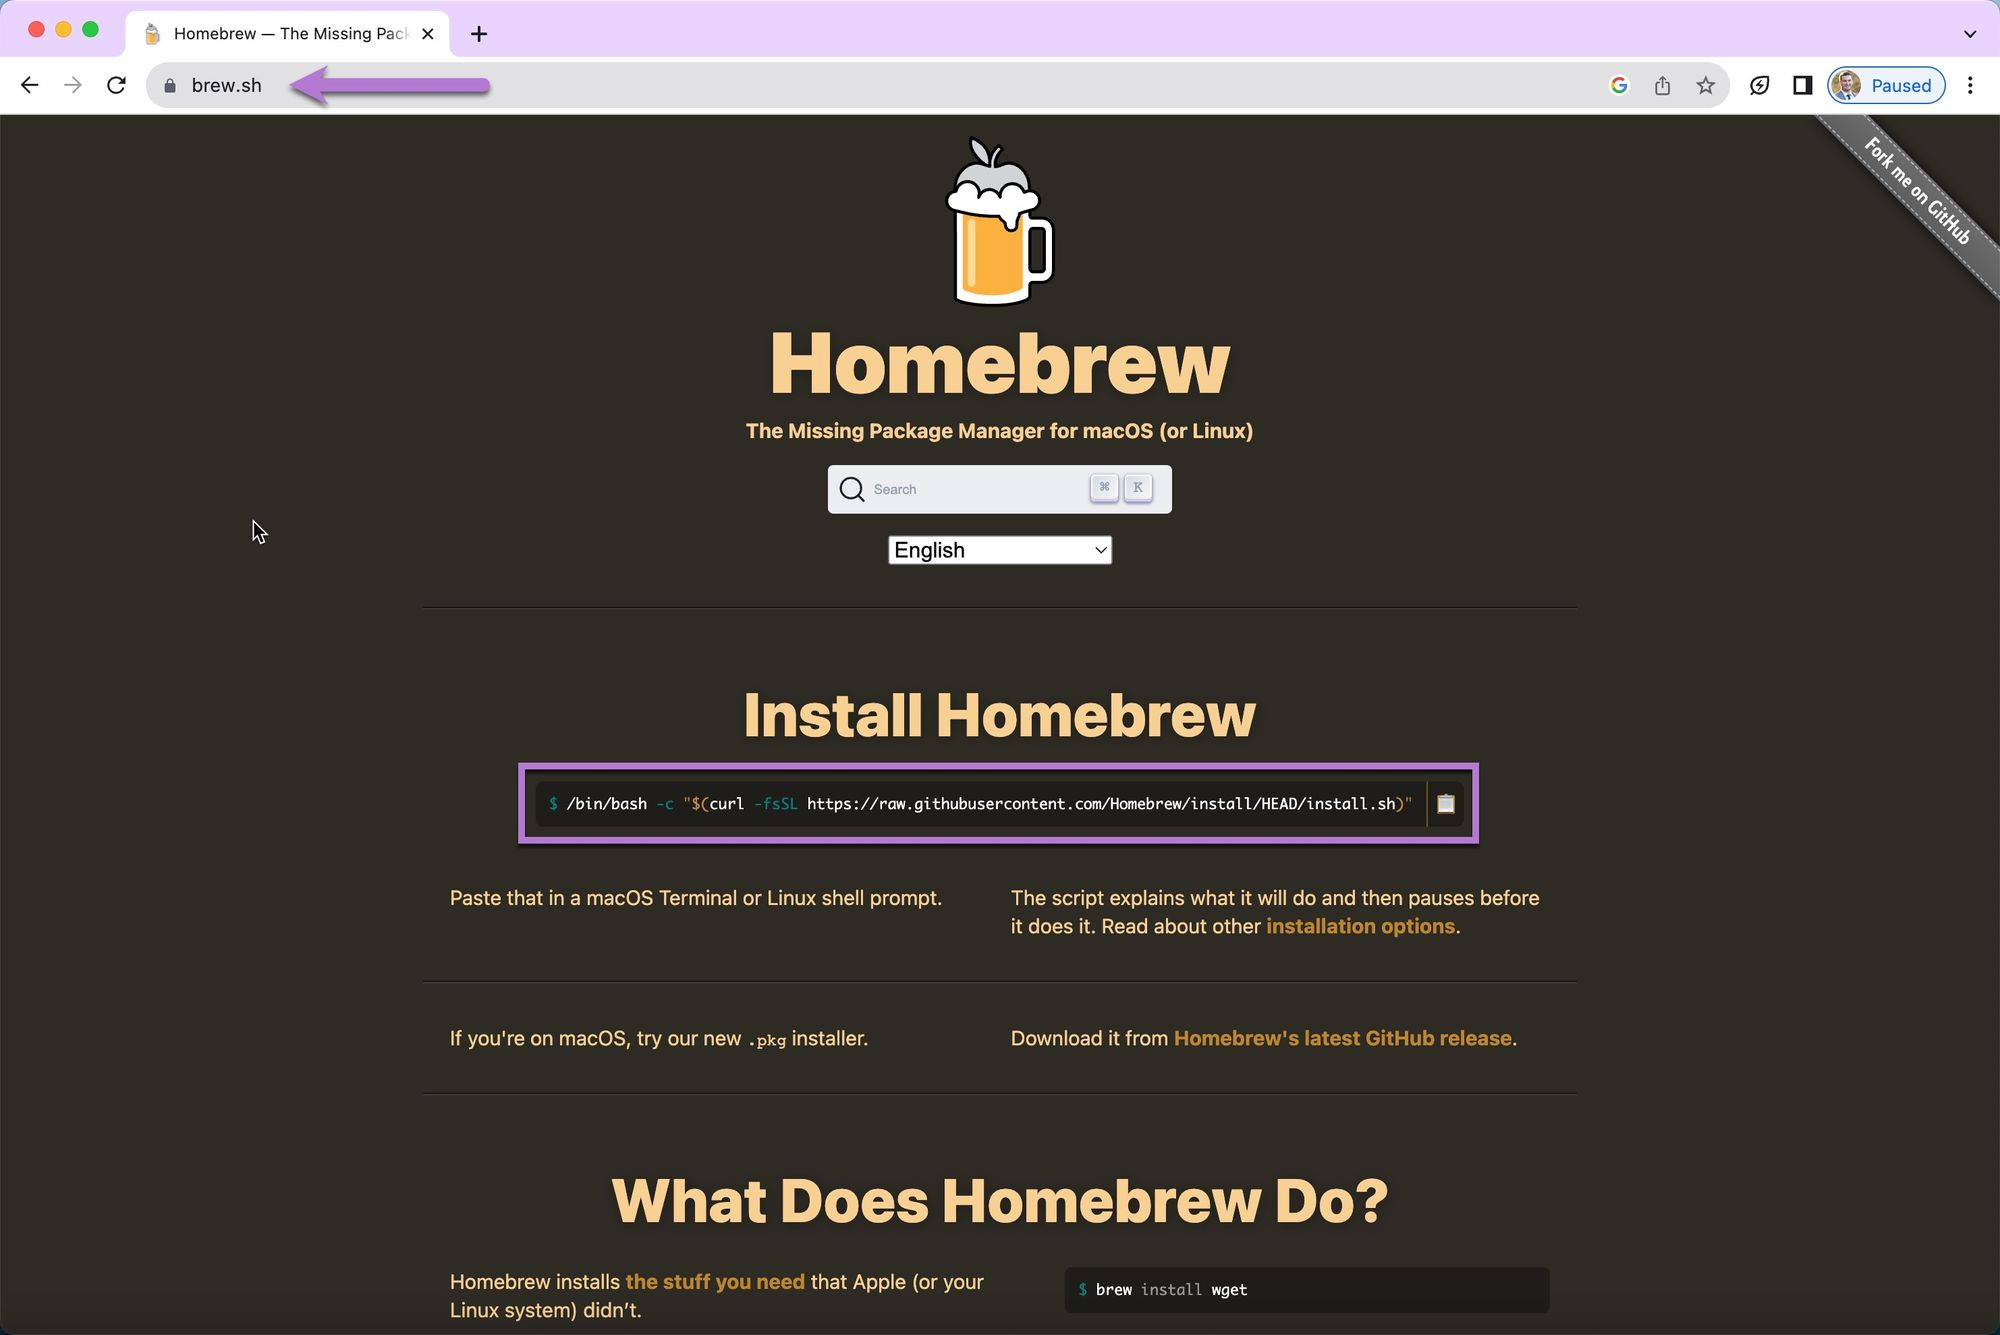 Homebrew — The Missing Pack
brew.sh
Paused
Fork me on GitHub
Homebrew
The Missing Package Manager for macOS (or Linux)
Search ⌘ K
English
Install Homebrew
$ /bin/bash -c "$(curl -fsSL https://raw.githubusercontent.com/Homebrew/install/HEAD/install.sh)"
Paste that in a macOS Terminal or Linux shell prompt.
The script explains what it will do and then pauses before
it does it. Read about other installation options.
If you're on macOS, try our new .pkg installer.
Download it from Homebrew's latest GitHub release.
What Does Homebrew Do?
Homebrew installs the stuff you need that Apple (or your
Linux system) didn’t.
$ brew install wget